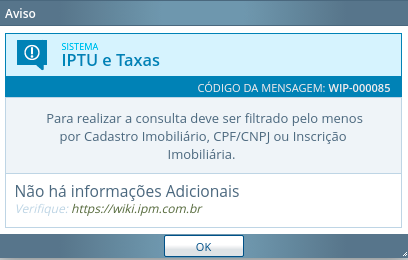 Aviso
SISTEMA
IPTU e Taxas
CÓDIGO DA MENSAGEM: WIP-000085
Para realizar a consulta deve ser filtrado pelo menos
por Cadastro Imobiliário, CPF/CNPJ ou Inscrição
Imobiliária.
Não há informações Adicionais
Verifique: https://wiki.ipm.com.br
OK